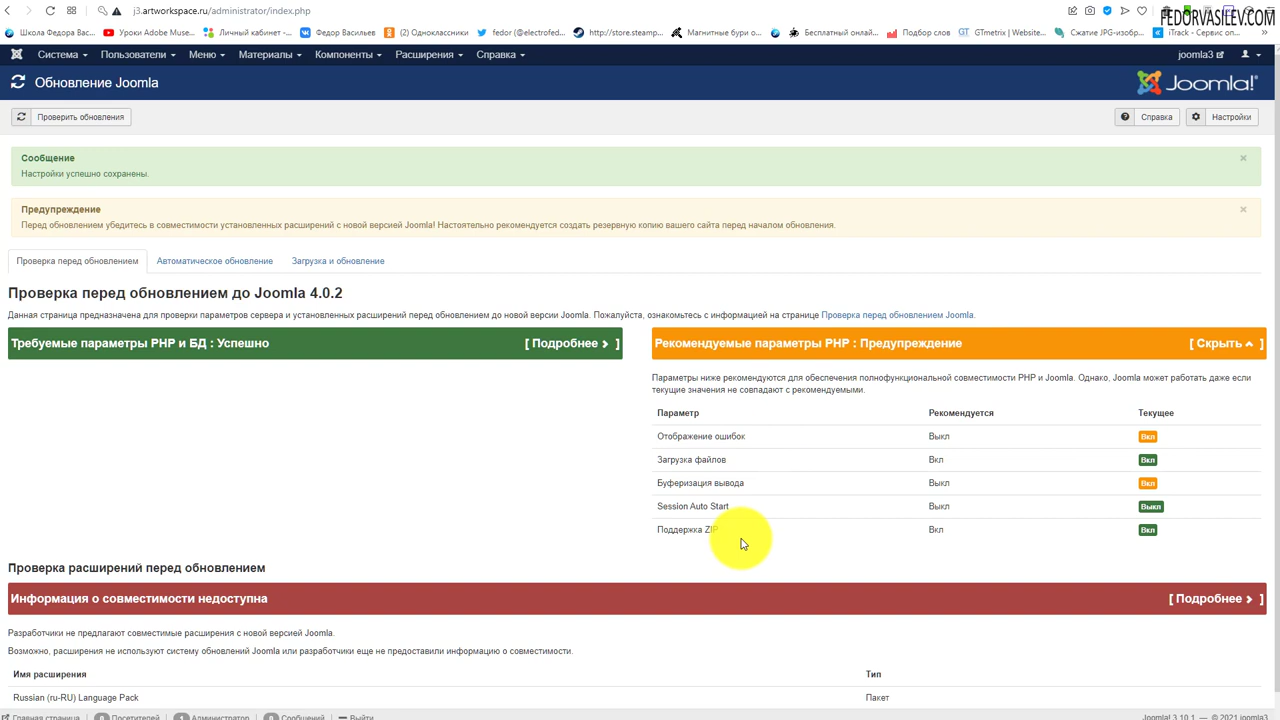 j3.artworkspace.ru/administrator/index.php
FEDORVASILEV.COM
Школа Федора Вас...
Уроки Adobe Muse...
Личный кабинет -...
Федор Васильев
(2) Одноклассники
fedor (@electrofed...
http://store.steamp...
Магнитные бури о...
Бесплатный онлай...
Подбор слов
GT GTmetrix | Website...
Сжатие JPG-изобр...
iTrack - Сервис оп...
Система
Пользователи
Меню
Материалы
Компоненты
Расширения
Справка
joomla3
Обновление Joomla
Joomla!
Проверить обновления
Справка
Настройки
Сообщение
Настройки успешно сохранены.
Предупреждение
Перед обновлением убедитесь в совместимости установленных расширений с новой версией Joomla! Настоятельно рекомендуется создать резервную копию вашего сайта перед началом обновления.
Проверка перед обновлением
Автоматическое обновление
Загрузка и обновление
Проверка перед обновлением до Joomla 4.0.2
Данная страница предназначена для проверки параметров сервера и установленных расширений перед обновлением до новой версии Joomla. Пожалуйста, ознакомьтесь с информацией на странице Проверка перед обновлением Joomla.
Требуемые параметры PHP и БД : Успешно [ Подробнее ]
Рекомендуемые параметры PHP : Предупреждение [ Скрыть ]
Параметры ниже рекомендуются для обеспечения полнофункциональной совместимости PHP и Joomla. Однако, Joomla может работать даже если
текущие значения не совпадают с рекомендуемыми.
Параметр Рекомендуется Текущее
Отображение ошибок Выкл Вкл
Загрузка файлов Вкл Вкл
Буферизация вывода Выкл Вкл
Session Auto Start Выкл Выкл
Поддержка ZIP Вкл Вкл
Проверка расширений перед обновлением
Информация о совместимости недоступна [ Подробнее ]
Разработчики не предлагают совместимые расширения с новой версией Joomla.
Возможно, расширения не используют систему обновлений Joomla или разработчики еще не предоставили информацию о совместимости.
Имя расширения Тип
Russian (ru-RU) Language Pack Пакет
Главная страница 0 Посетителей 1 Администратор 0 Сообщений Выйти
Joomla! 3.10.1 — © 2021 joomla3